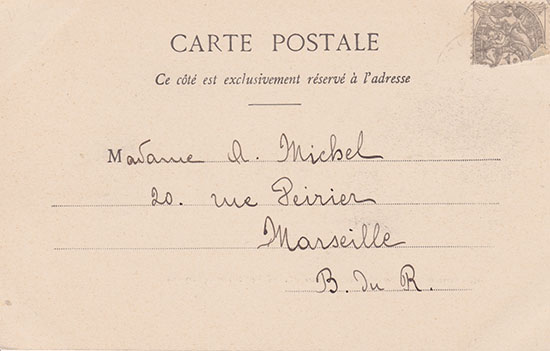 CARTE POSTALE
Ce côté est exclusivement réservé à l'adresse
Madame A. Michel
20. rue Peirier
Marseille
B. du R.